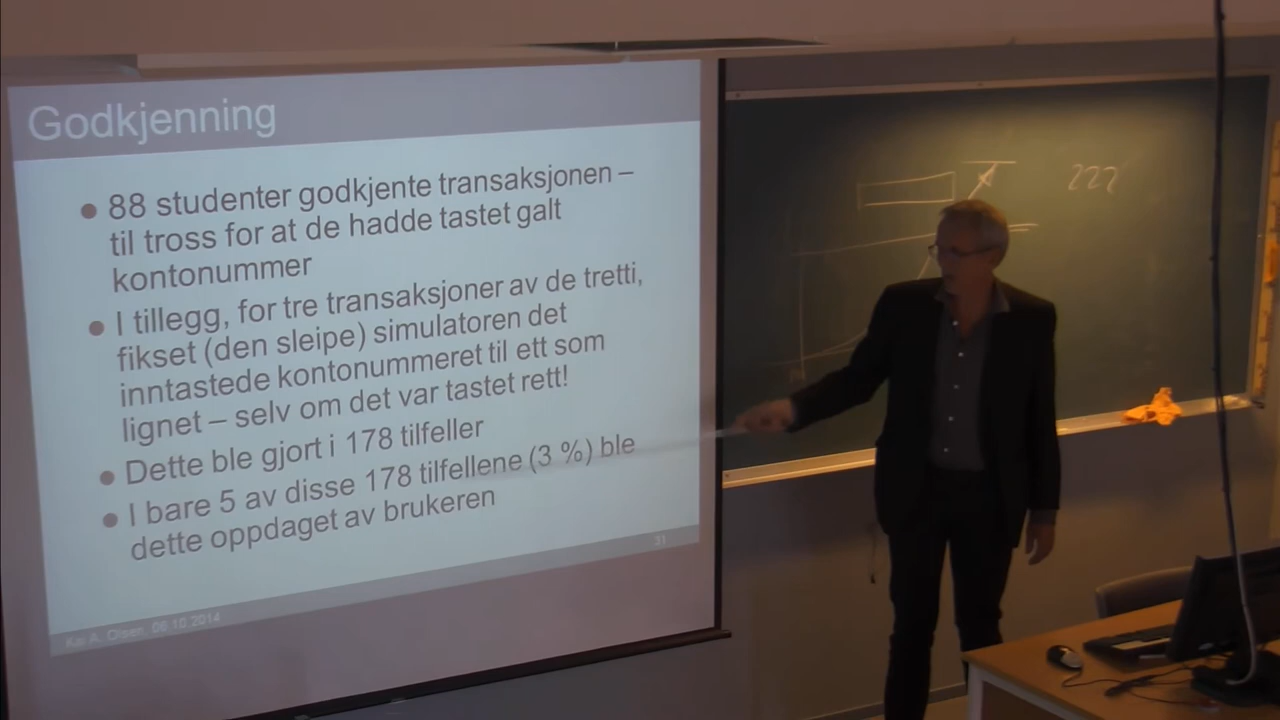 Godkjenning
• 88 studenter godkjente transaksjonen –
til tross for at de hadde tastet galt
kontonummer
• I tillegg, for tre transaksjoner av de tretti,
fikset (den sleipe) simulatoren det
inntastede kontonummeret til ett som
lignet – selv om det var tastet rett!
• Dette ble gjort i 178 tilfeller
• I bare 5 av disse 178 tilfellene (3 %) ble
dette oppdaget av brukeren
31
Kai A. Olsen, 06.10.2014
222